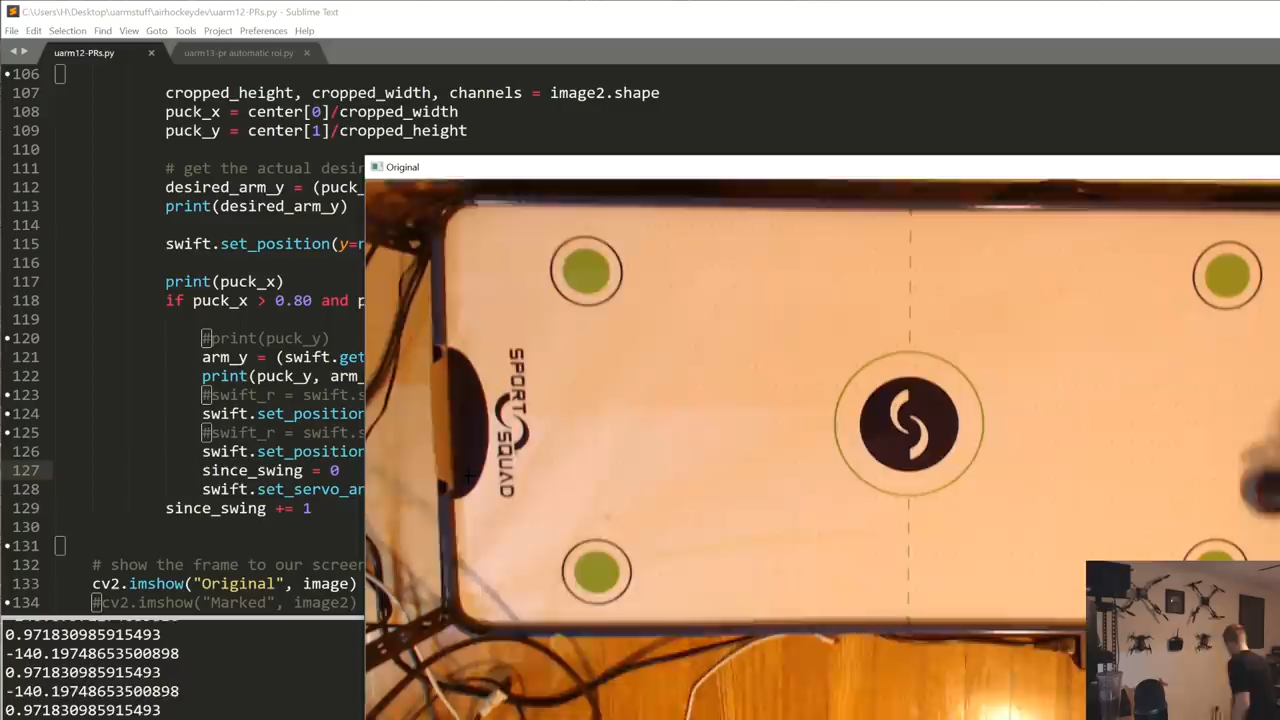 C:\Users\H\Desktop\uarmstuff\airhockeydev\uarm12-PRs.py - Sublime Text
File Edit Selection Find View Goto Tools Project Preferences Help
uarm12-PRs.py × uarm13-pr automatic roi.py ×
106
107 cropped_height, cropped_width, channels = image2.shape
108 puck_x = center[0]/cropped_width
109 puck_y = center[1]/cropped_height
110
111 # get the actual desi
112 desired_arm_y = (puck_
113 print(desired_arm_y)
114
115 swift.set_position(y=
116
117 print(puck_x)
118 if puck_x > 0.80 and p
119
120 #print(puck_y)
121 arm_y = (swift.get
122 print(puck_y, arm_
123 #swift_r = swift.s
124 swift.set_position
125 #swift_r = swift.s
126 swift.set_position
127 since_swing = 0
128 swift.set_servo_an
129 since_swing += 1
130
131
132 # show the frame to our screen
133 cv2.imshow("Original", image)
134 #cv2.imshow("Marked", image2)
0.971830985915493
-140.19748653500898
0.971830985915493
-140.19748653500898
0.971830985915493
Original
SPORT
SQUAD